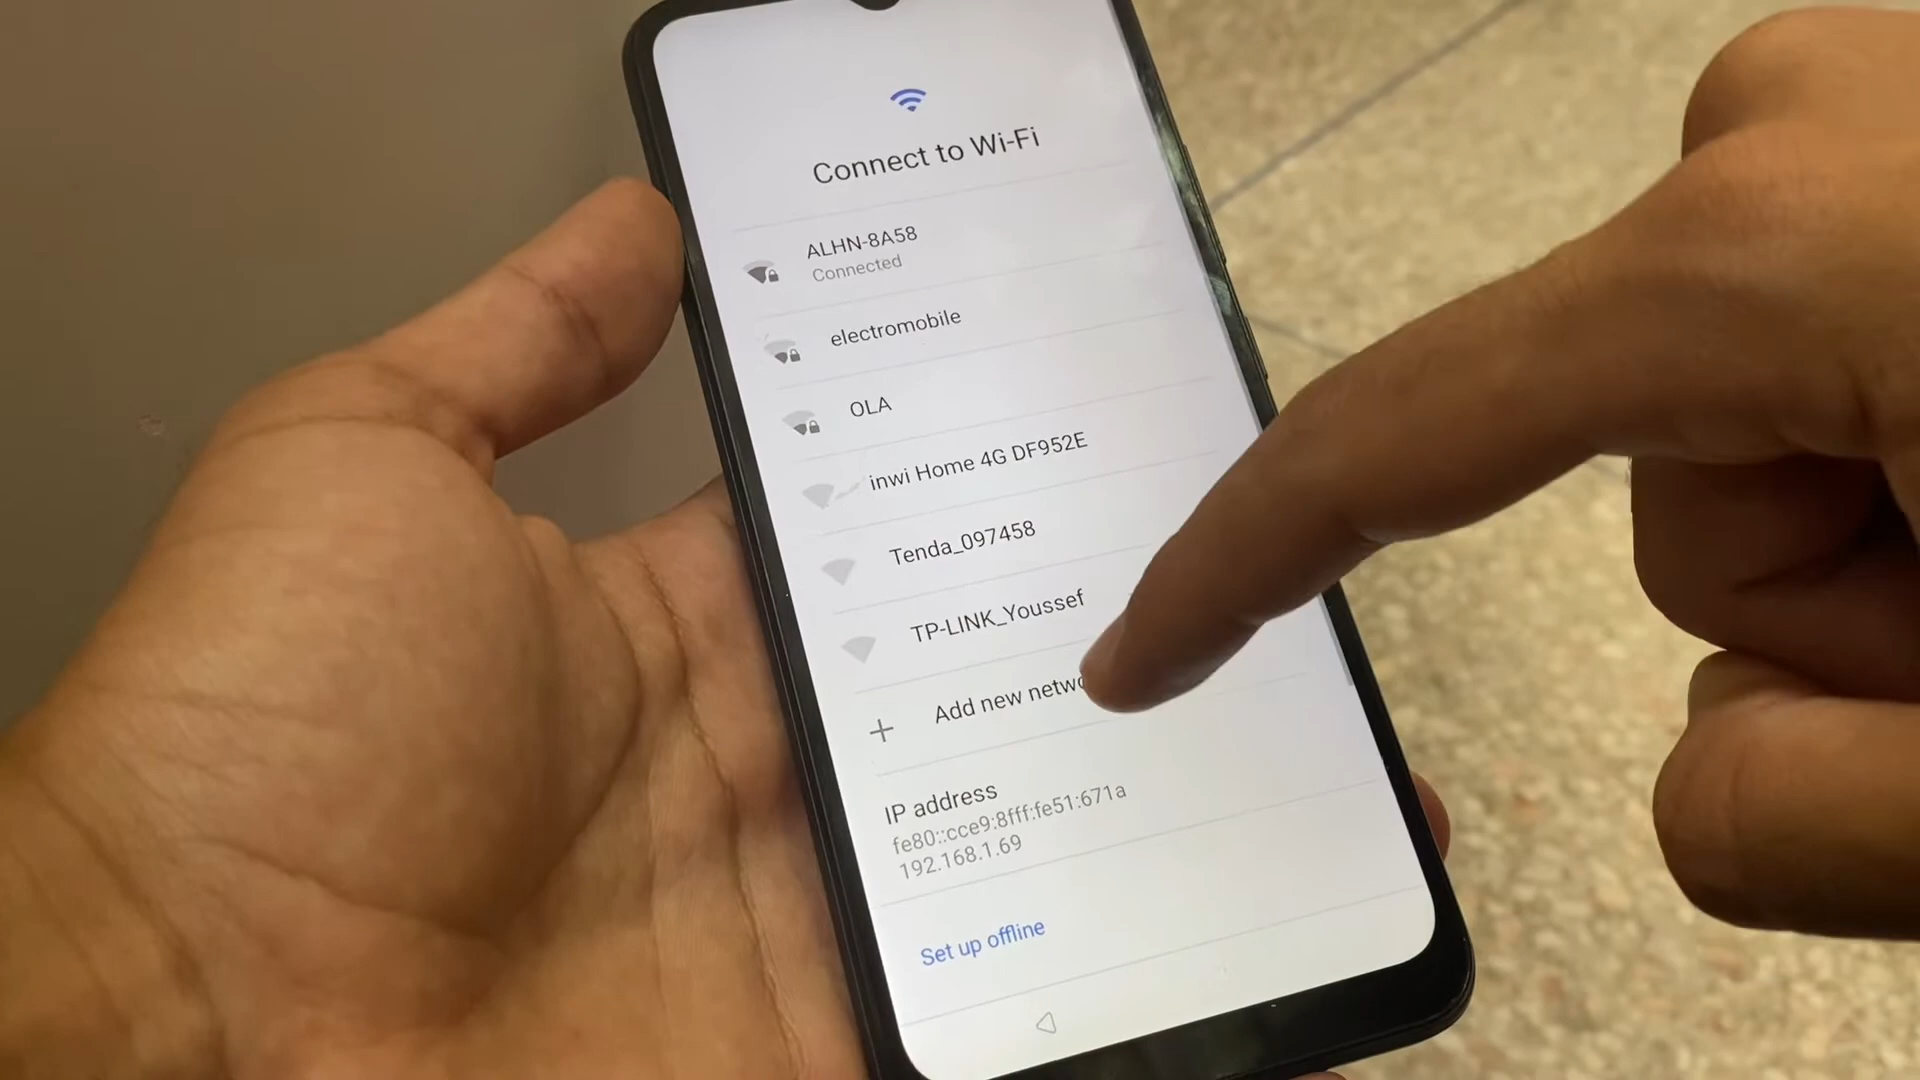 Connect to Wi-Fi
ALHN-8A58
Connected
electromobile
OLA
inwi Home 4G DF952E
Tenda_097458
TP-LINK_Youssef
Add new
IP address
fe80::cce9:8fff:fe51:671a
192.168.1.69
Set up offline